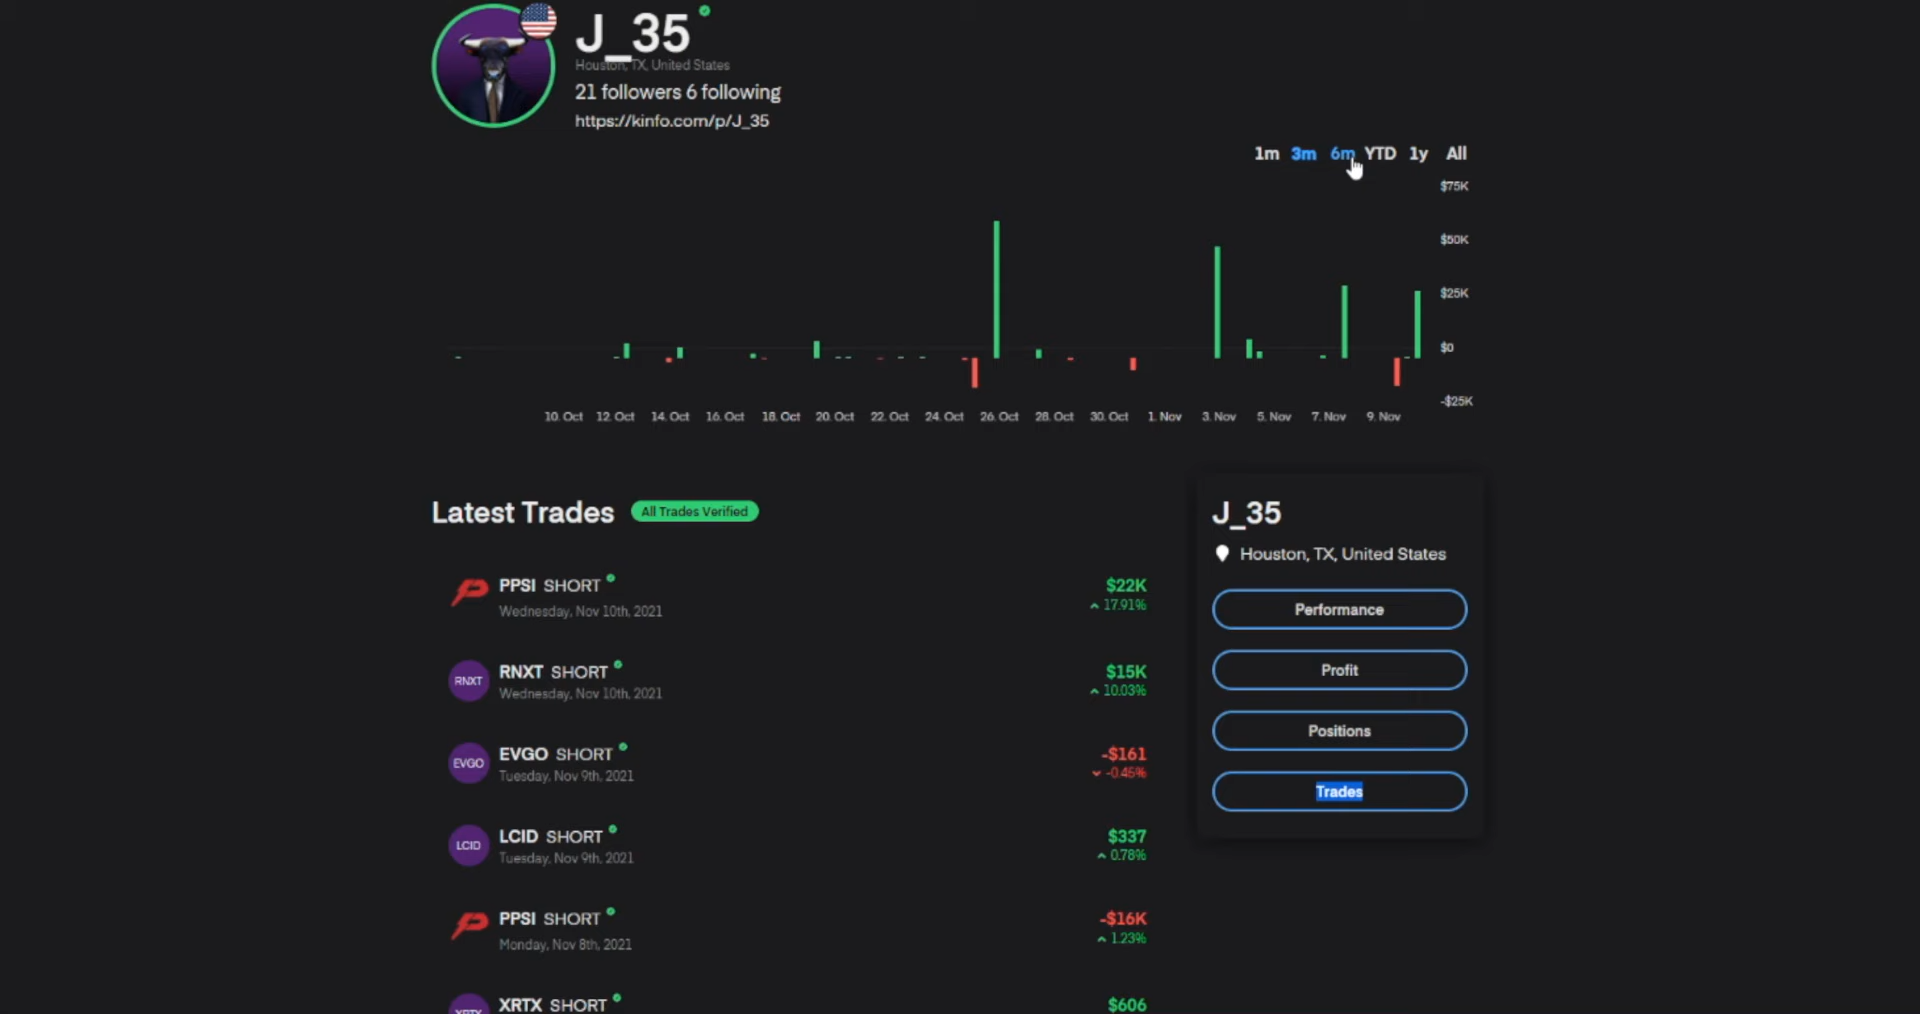 J_35
Houston, TX, United States
21 followers 6 following
https://kinfo.com/p/J_35
1m 3m 6m YTD 1y All
$75K
$50K
$25K
$0
-$25K
10. Oct 12. Oct 14. Oct 16. Oct 18. Oct 20. Oct 22. Oct 24. Oct 26. Oct 28. Oct 30. Oct 1. Nov 3. Nov 5. Nov 7. Nov 9. Nov
Latest Trades All Trades Verified
PPSI SHORT $22K
Wednesday, Nov 10th, 2021 17.91%
RNXT RNXT SHORT $15K
Wednesday, Nov 10th, 2021 10.03%
EVGO EVGO SHORT -$161
Tuesday, Nov 9th, 2021 -0.45%
LCID LCID SHORT $337
Tuesday, Nov 9th, 2021 0.78%
PPSI SHORT -$16K
Monday, Nov 8th, 2021 1.23%
XRTX XRTX SHORT $606
J_35
Houston, TX, United States
Performance
Profit
Positions
Trades